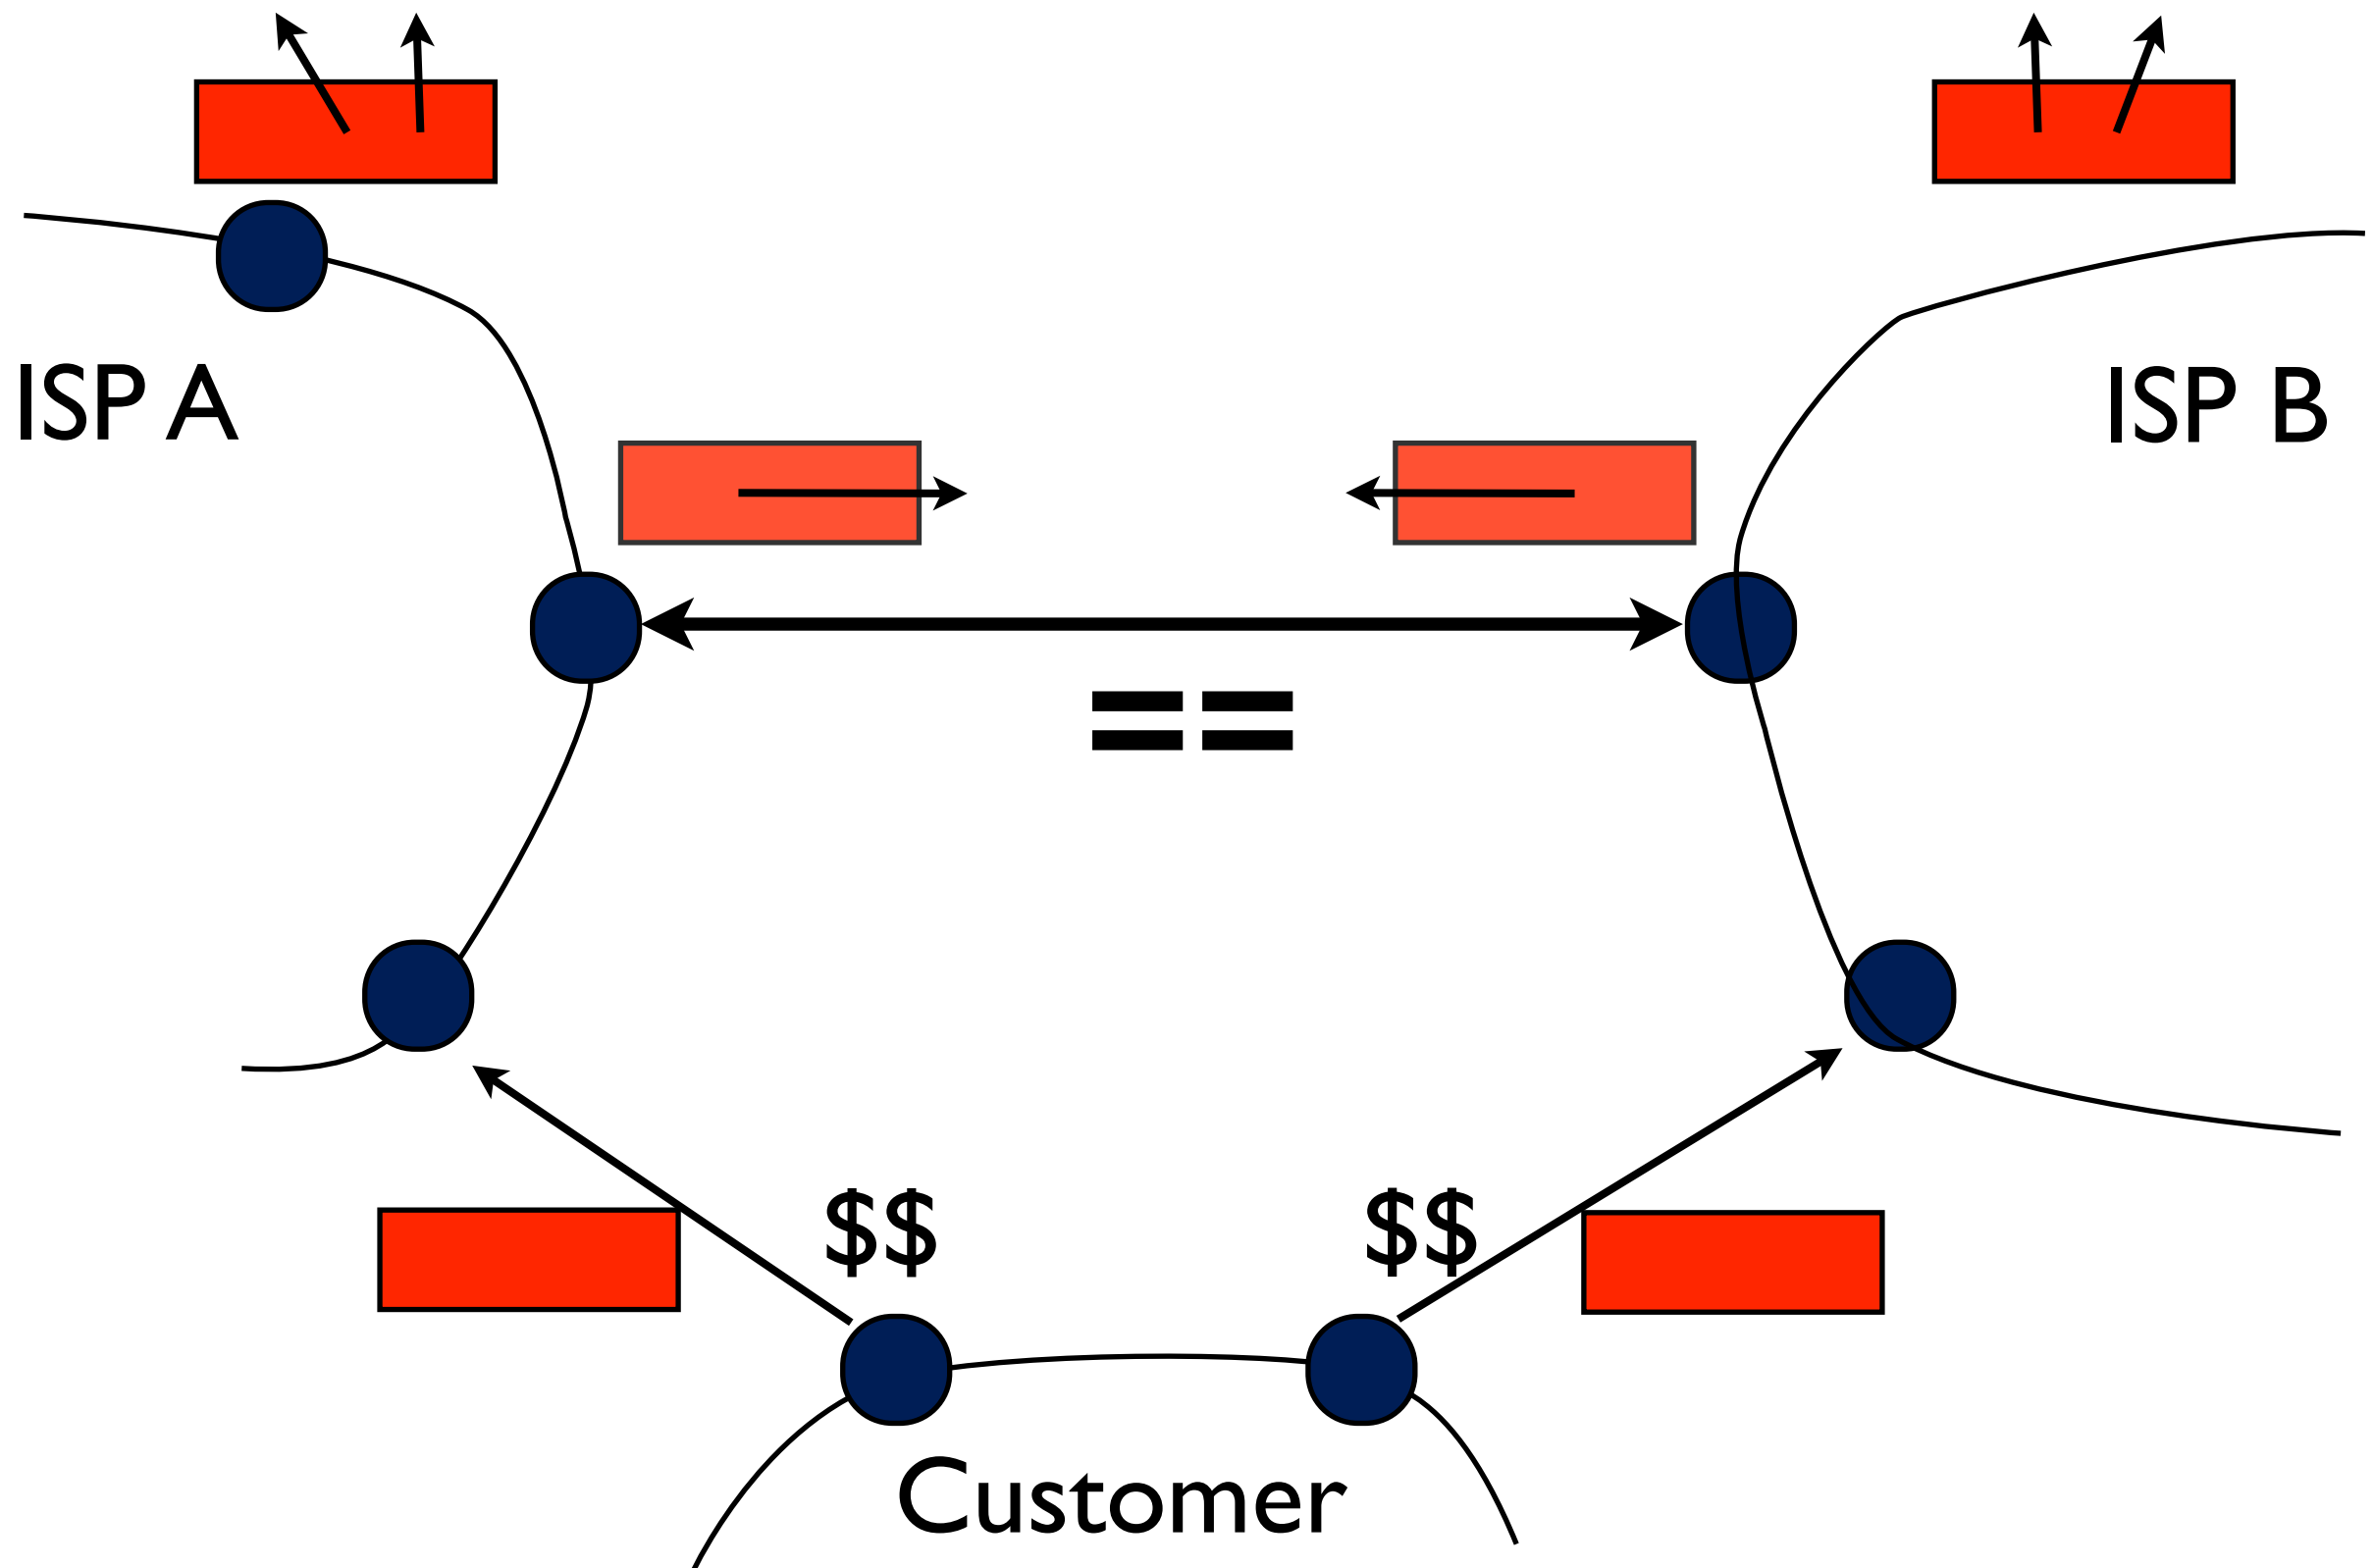 ISP A
ISP B
==
$$
$$
Customer